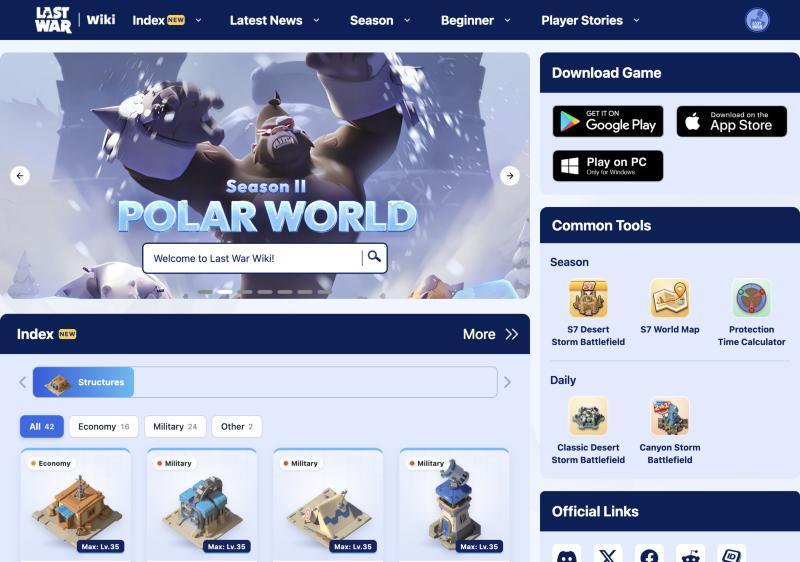 LAST WAR Wiki
Index NEW
Latest News
Season
Beginner
Player Stories
Season II
POLAR WORLD
Welcome to Last War Wiki!
Index NEW
More
Structures
All 42
Economy 16
Military 24
Other 2
Economy
Max: Lv.35
Military
Max: Lv.35
Military
Max: Lv.35
Military
Max: Lv.35
Download Game
GET IT ON
Google Play
Download on the
App Store
Play on PC
Only for Windows
Common Tools
Season
S7
S7 Desert
Storm Battlefield
S7 World Map
Protection
Time Calculator
Daily
Classic Desert
Storm Battlefield
Canyon Storm
Battlefield
Official Links
ID